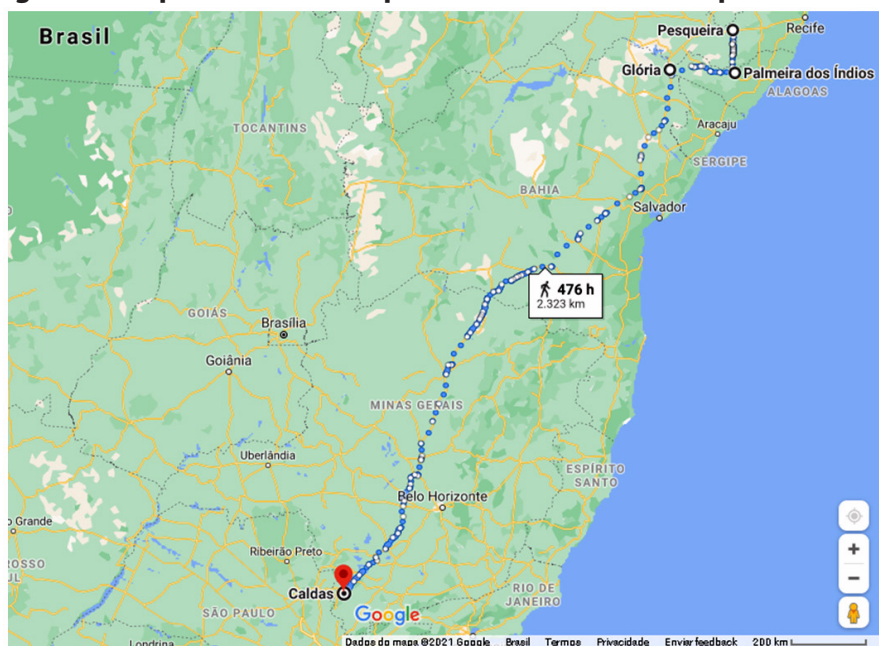 Brasil
Pesqueira
Recife
Glória
Palmeira dos Índios
ALAGOAS
TOCANTINS
Aracaju
SERGIPE
BAHIA
Salvador
476 h
2.323 km
GOIÁS
Brasília
Goiânia
MINAS GERAIS
Uberlândia
ESPÍRITO
SANTO
Belo Horizonte
o Grande
Ribeirão Preto
ROSSO
UL
Caldas
RIO DE
JANEIRO
SÃO PAULO
Google
Londrina
Dados do mapa ©2021 Google Brasil Termos Privacidade Enviar feedback 200 km